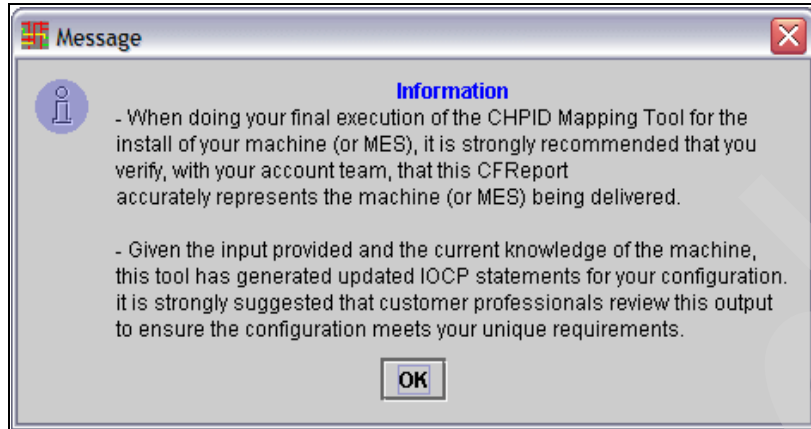 Message
Information
- When doing your final execution of the CHPID Mapping Tool for the
install of your machine (or MES), it is strongly recommended that you
verify, with your account team, that this CFReport
accurately represents the machine (or MES) being delivered.
- Given the input provided and the current knowledge of the machine,
this tool has generated updated IOCP statements for your configuration.
it is strongly suggested that customer professionals review this output
to ensure the configuration meets your unique requirements.
OK